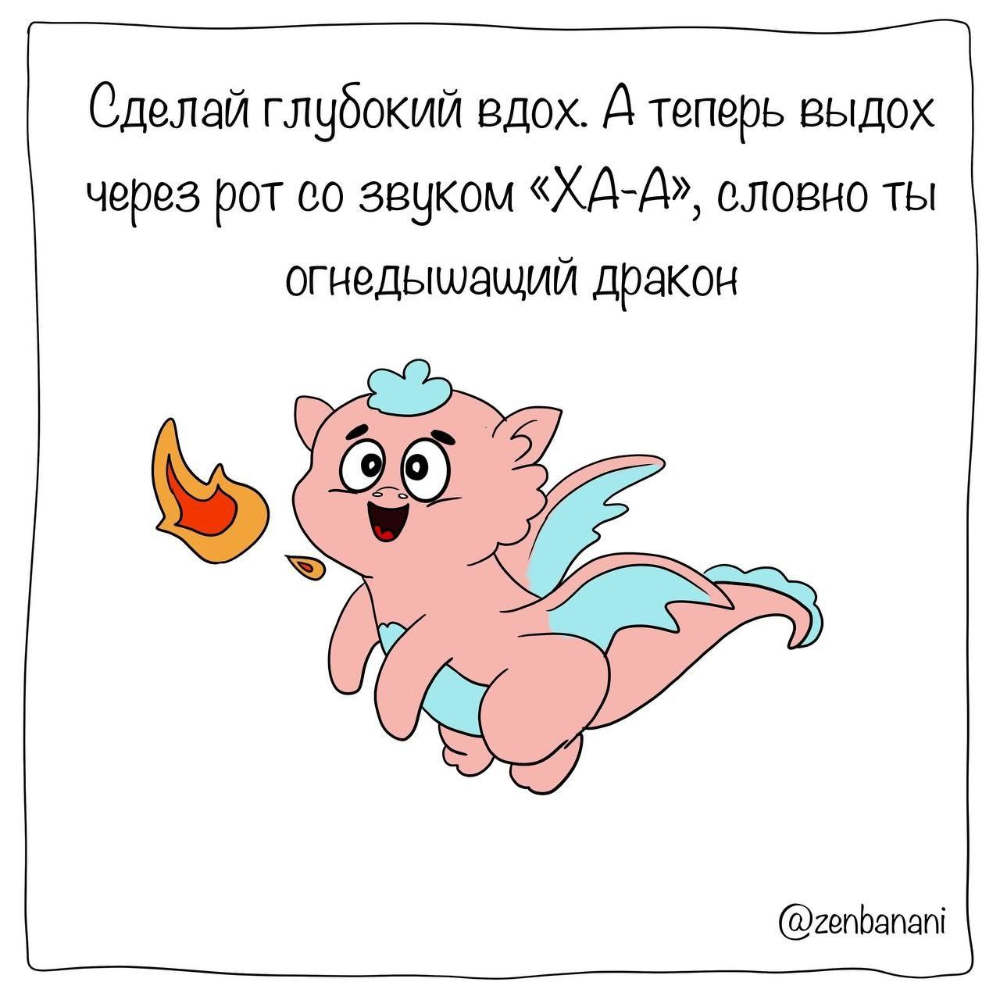 Сделай глубокий вдох. А теперь выдох
через рот со звуком «ХА-А», словно ты
огнедышащий дракон
@zenbanani